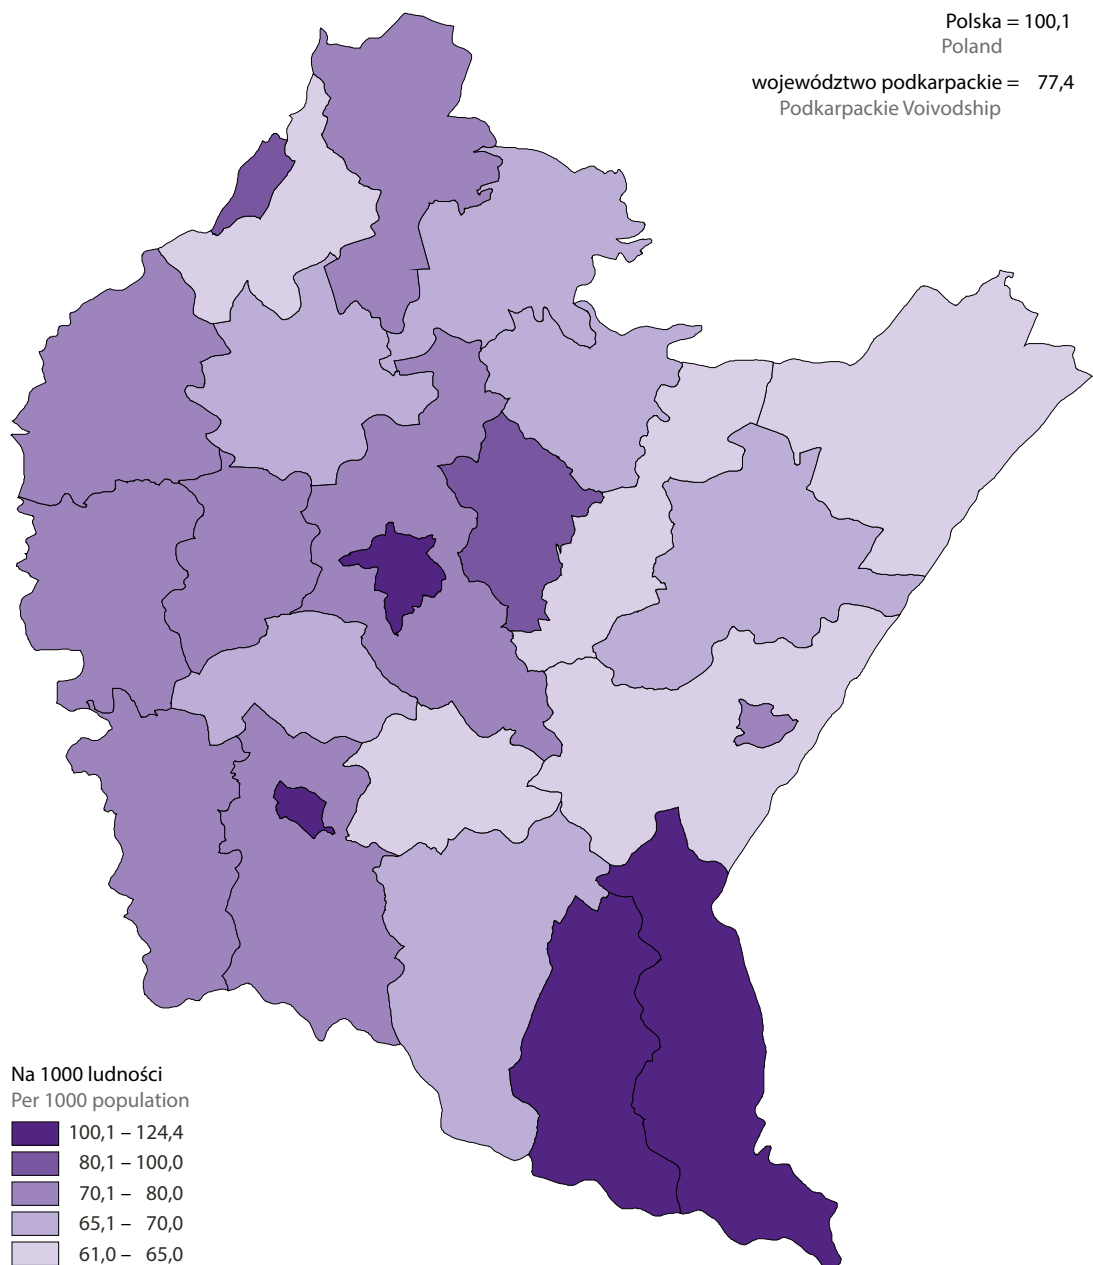 Polska = 100,1
Poland
województwo podkarpackie = 77,4
Podkarpackie Voivodship
Na 1000 ludności
Per 1000 population
100,1 – 124,4
80,1 – 100,0
70,1 – 80,0
65,1 – 70,0
61,0 – 65,0